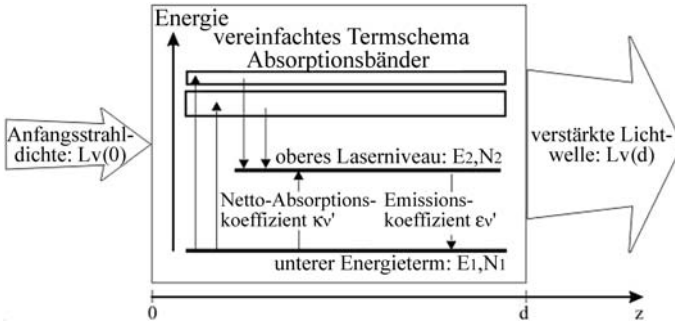 Energie
vereinfachtes Termschema
Absorptionsbänder
Anfangsstrahl-
dichte: Lν(0)
verstärkte Licht-
welle: Lν(d)
oberes Laserniveau: E2,N2
Netto-Absorptions-
koeffizient κν'
Emissions-
koeffizient εν'
unterer Energieterm: E1,N1
0
d
z